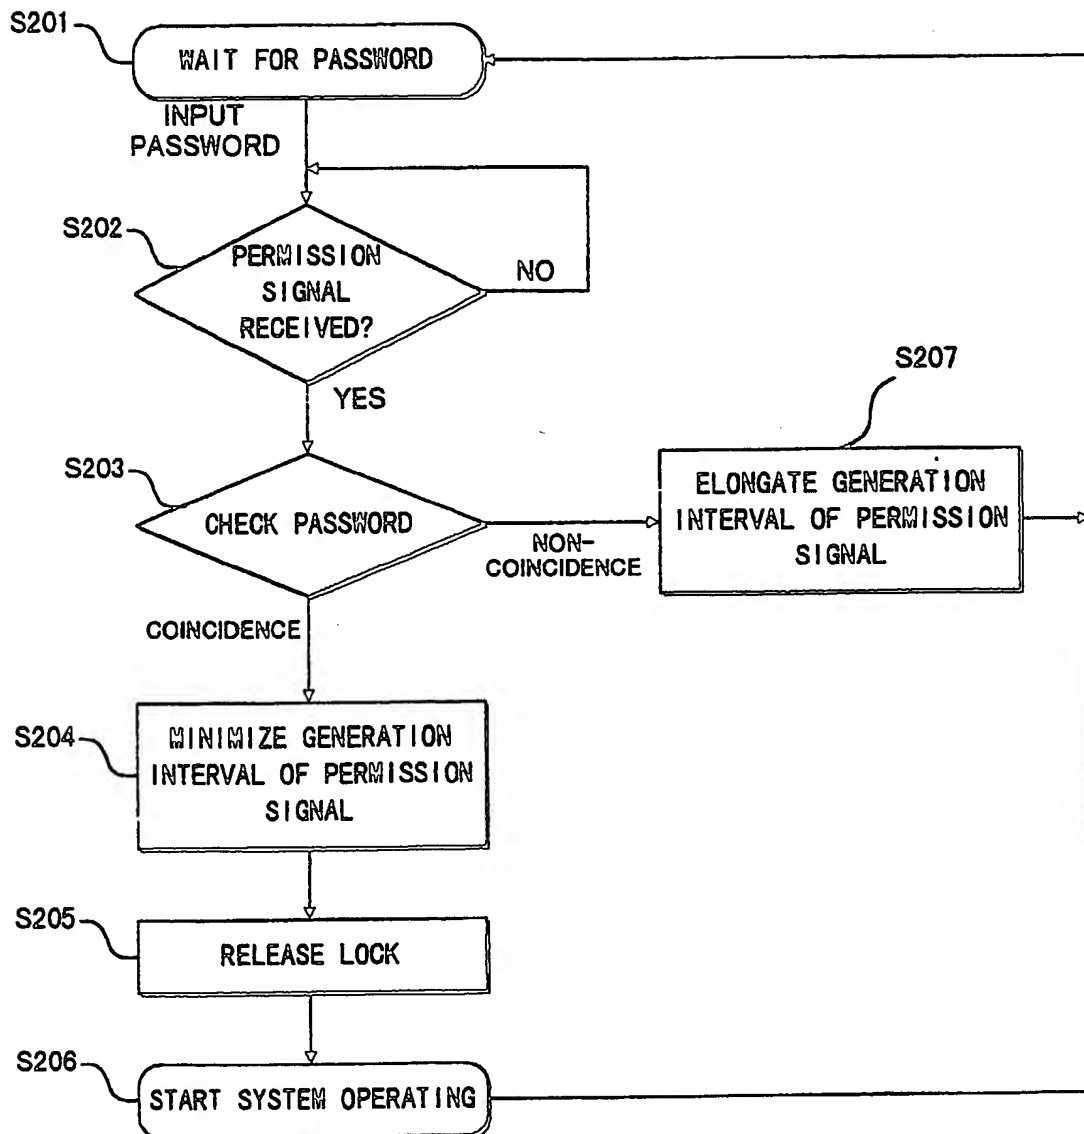 S201
WAIT FOR PASSWORD
INPUT
PASSWORD
S202
PERMISSION
SIGNAL
RECEIVED?
NO
YES
S207
S203
CHECK PASSWORD
NON-
COINCIDENCE
ELONGATE GENERATION
INTERVAL OF PERMISSION
SIGNAL
COINCIDENCE
S204
MINIMIZE GENERATION
INTERVAL OF PERMISSION
SIGNAL
S205
RELEASE LOCK
S206
START SYSTEM OPERATING